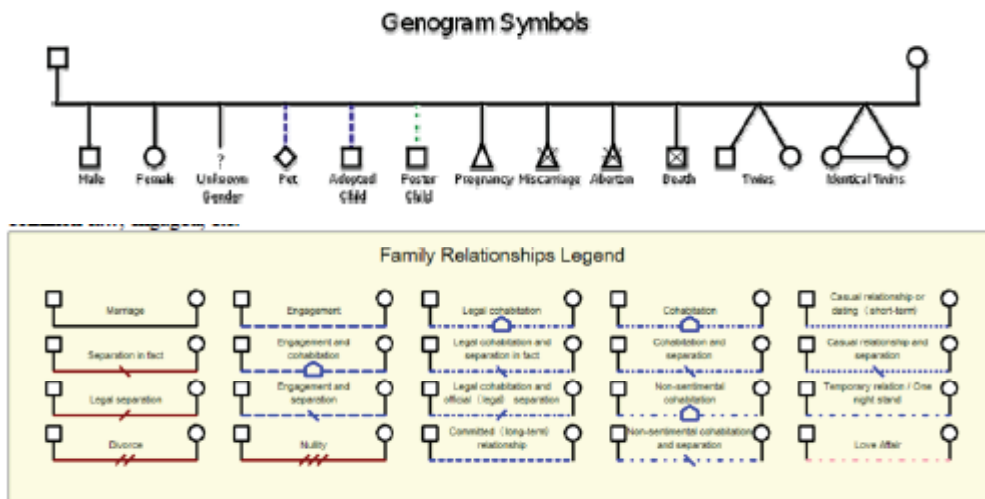 Genogram Symbols
Male
Female
?
Unknown
Gender
Pet
Adopted
Child
Foster
Child
Pregnancy
Miscarriage
Abortion
Death
Twins
Identical Twins
Family Relationships Legend
Marriage
Engagement
Legal cohabitation
Cohabitation
Casual relationship or
dating (short-term)
Separation in fact
Engagement and
cohabitation
Legal cohabitation and
separation in fact
Cohabitation and
separation
Casual relationship and
separation
Legal separation
Engagement and
separation
Legal cohabitation and
official (legal) separation
Non-sentimental
cohabitation
Temporary relation / One
night stand
Divorce
Nullity
Committed (long-term)
relationship
Non-sentimental cohabitation
and separation
Love Affair